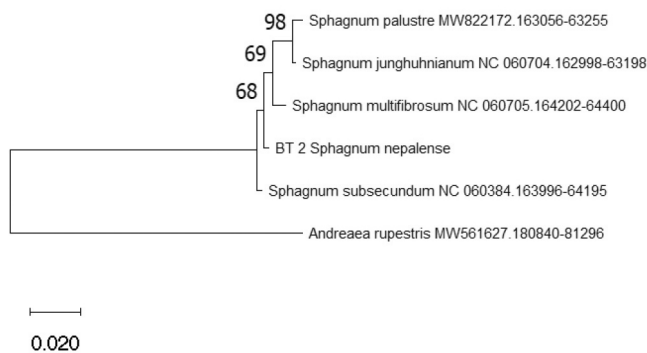 98
Sphagnum palustre MW822172.163056-63255
69
Sphagnum junghuhnianum NC 060704.162998-63198
68
Sphagnum multifibrosum NC 060705.164202-64400
BT 2 Sphagnum nepalense
Sphagnum subsecundum NC 060384.163996-64195
Andreaea rupestris MW561627.180840-81296
0.020